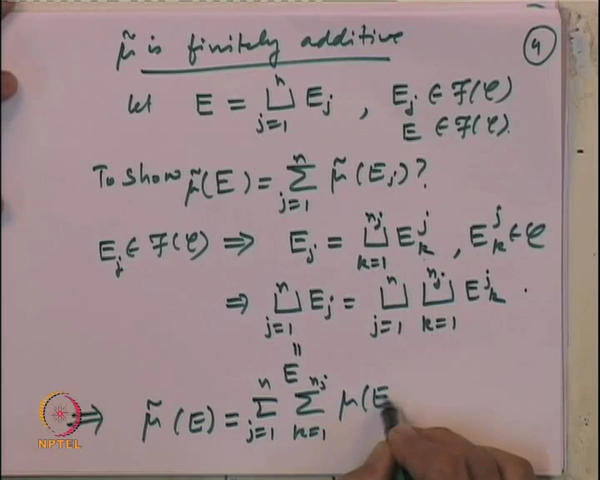 μ̃ is finitely additive
4
let E = ⊔_{j=1}^{n} E_j , E_j ∈ F(C)
E ∈ F(C).
To show μ̃(E) = Σ_{j=1}^{n} μ̃(E_j)?
E_j ∈ F(C) ⇒ E_j = ⊔_{k=1}^{n_j} E_k^j , E_k^j ∈ C
⇒ ⊔_{j=1}^{n} E_j = ⊔_{j=1}^{n} ⊔_{k=1}^{n_j} E_k^j .
||
E
⇒ μ̃(E) = Σ_{j=1}^{n} Σ_{k=1}^{n_j} μ(E
NPTEL